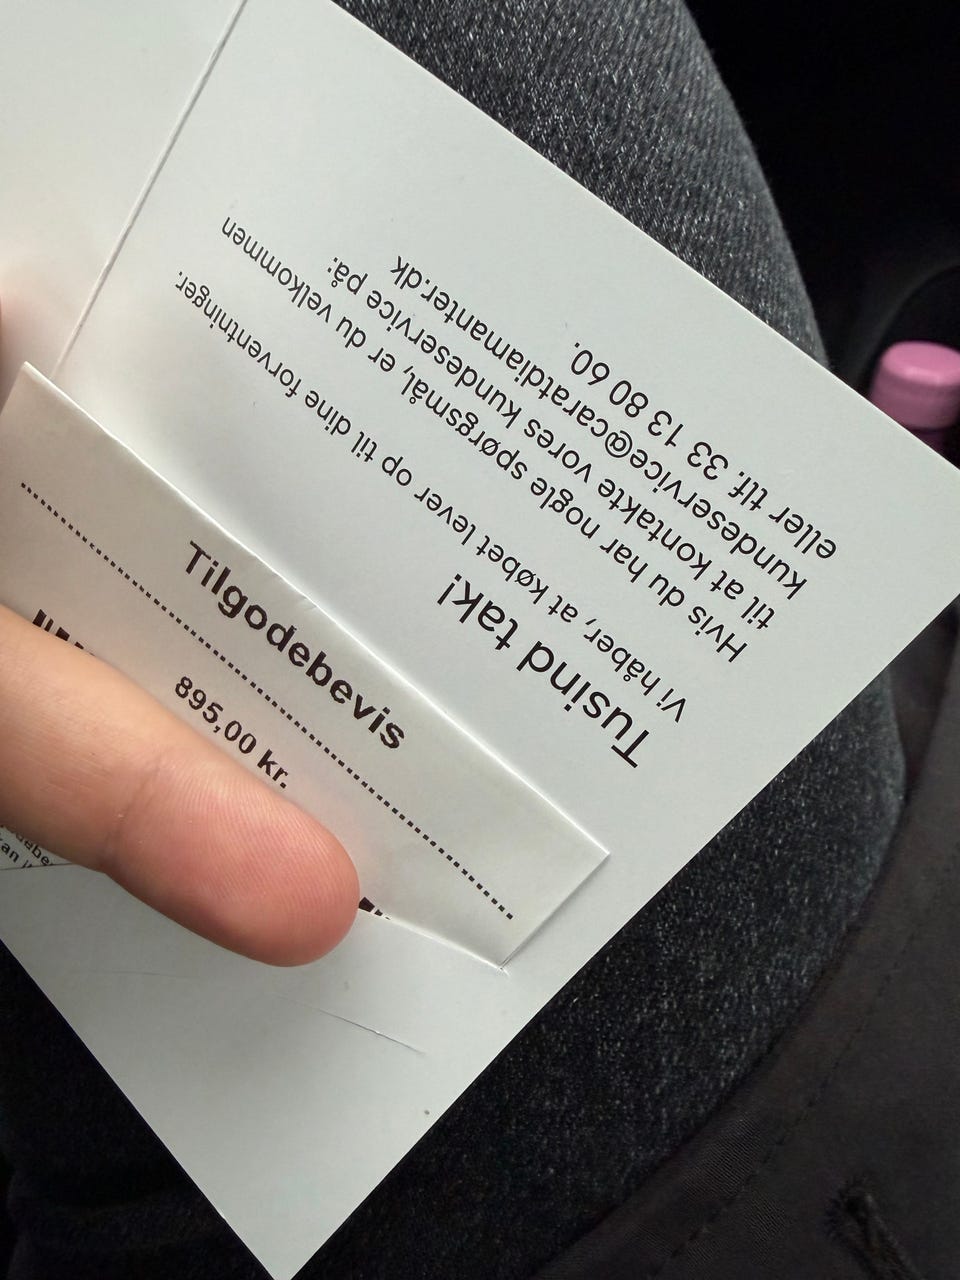 Tusind tak!
Vi håber, at købet lever op til dine forventninger.
Hvis du har nogle spørgsmål, er du velkommen
til at kontakte vores kundeservice på:
kundeservice@caratdiamanter.dk
eller tlf. 33 13 80 60.
Tilgodebevis
895,00 kr.